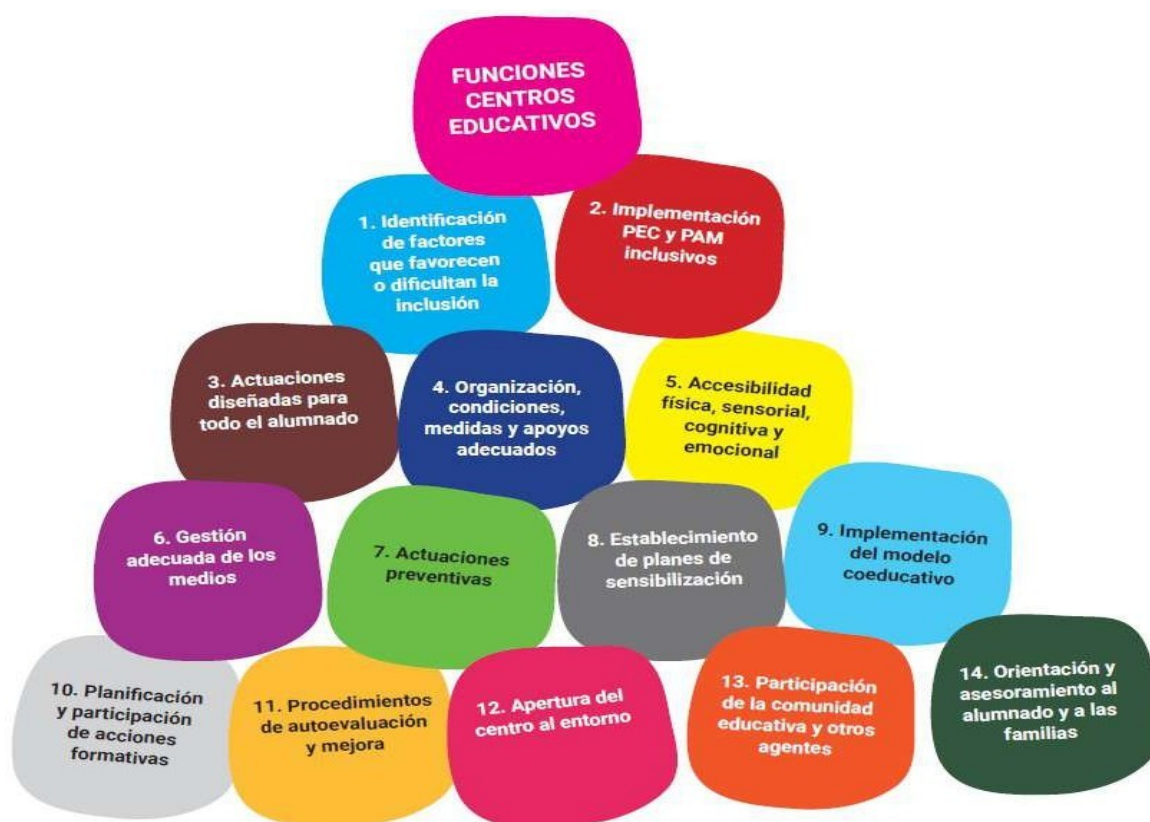 FUNCIONES
CENTROS
EDUCATIVOS
1. Identificación
de factores
que favorecen
o dificultan la
inclusión
2. Implementación
PEC y PAM
inclusivos
3. Actuaciones
diseñadas para
todo el alumnado
4. Organización,
condiciones,
medidas y apoyos
adecuados
5. Accesibilidad
física, sensorial,
cognitiva y
emocional
6. Gestión
adecuada de los
medios
7. Actuaciones
preventivas
8. Establecimiento
de planes de
sensibilización
9. Implementación
del modelo
coeducativo
10. Planificación
y participación
de acciones
formativas
11. Procedimientos
de autoevaluación
y mejora
12. Apertura del
centro al entorno
13. Participación
de la comunidad
educativa y otros
agentes
14. Orientación y
asesoramiento al
alumnado y a las
familias